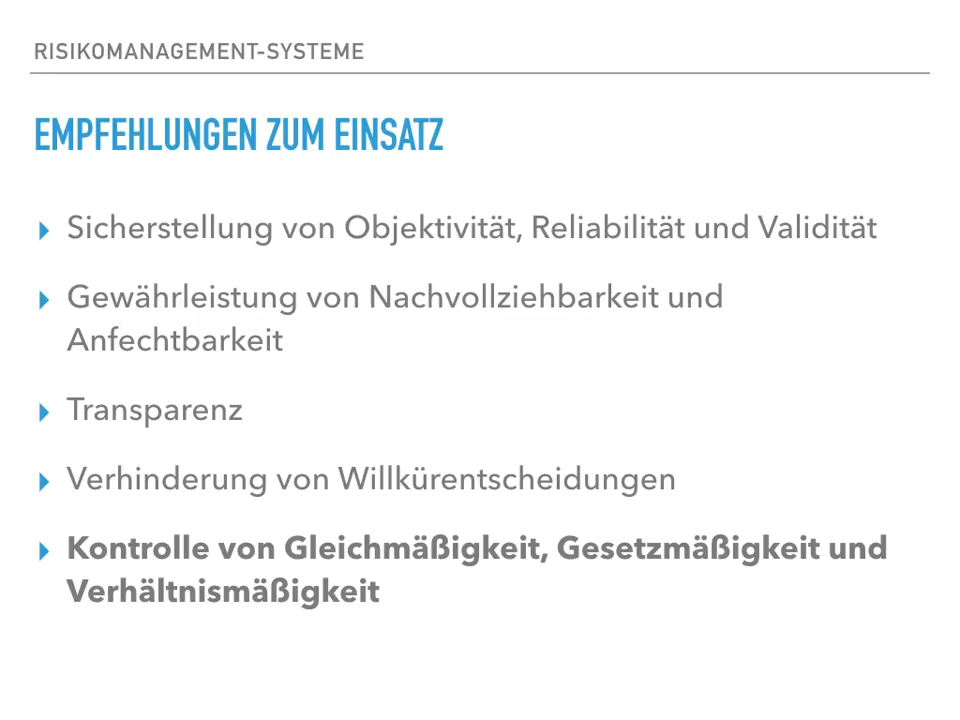 RISIKOMANAGEMENT-SYSTEME
EMPFEHLUNGEN ZUM EINSATZ
Sicherstellung von Objektivität, Reliabilität und Validität
Gewährleistung von Nachvollziehbarkeit und
Anfechtbarkeit
Transparenz
Verhinderung von Willkürentscheidungen
Kontrolle von Gleichmäßigkeit, Gesetzmäßigkeit und
Verhältnismäßigkeit